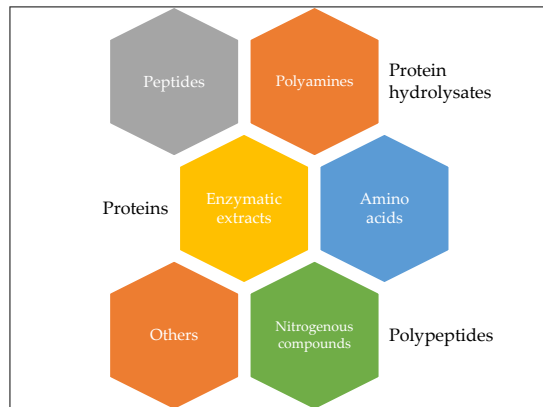 Peptides
Polyamines
Protein
hydrolysates
Proteins
Enzymatic
extracts
Amino
acids
Others
Nitrogenous
compounds
Polypeptides